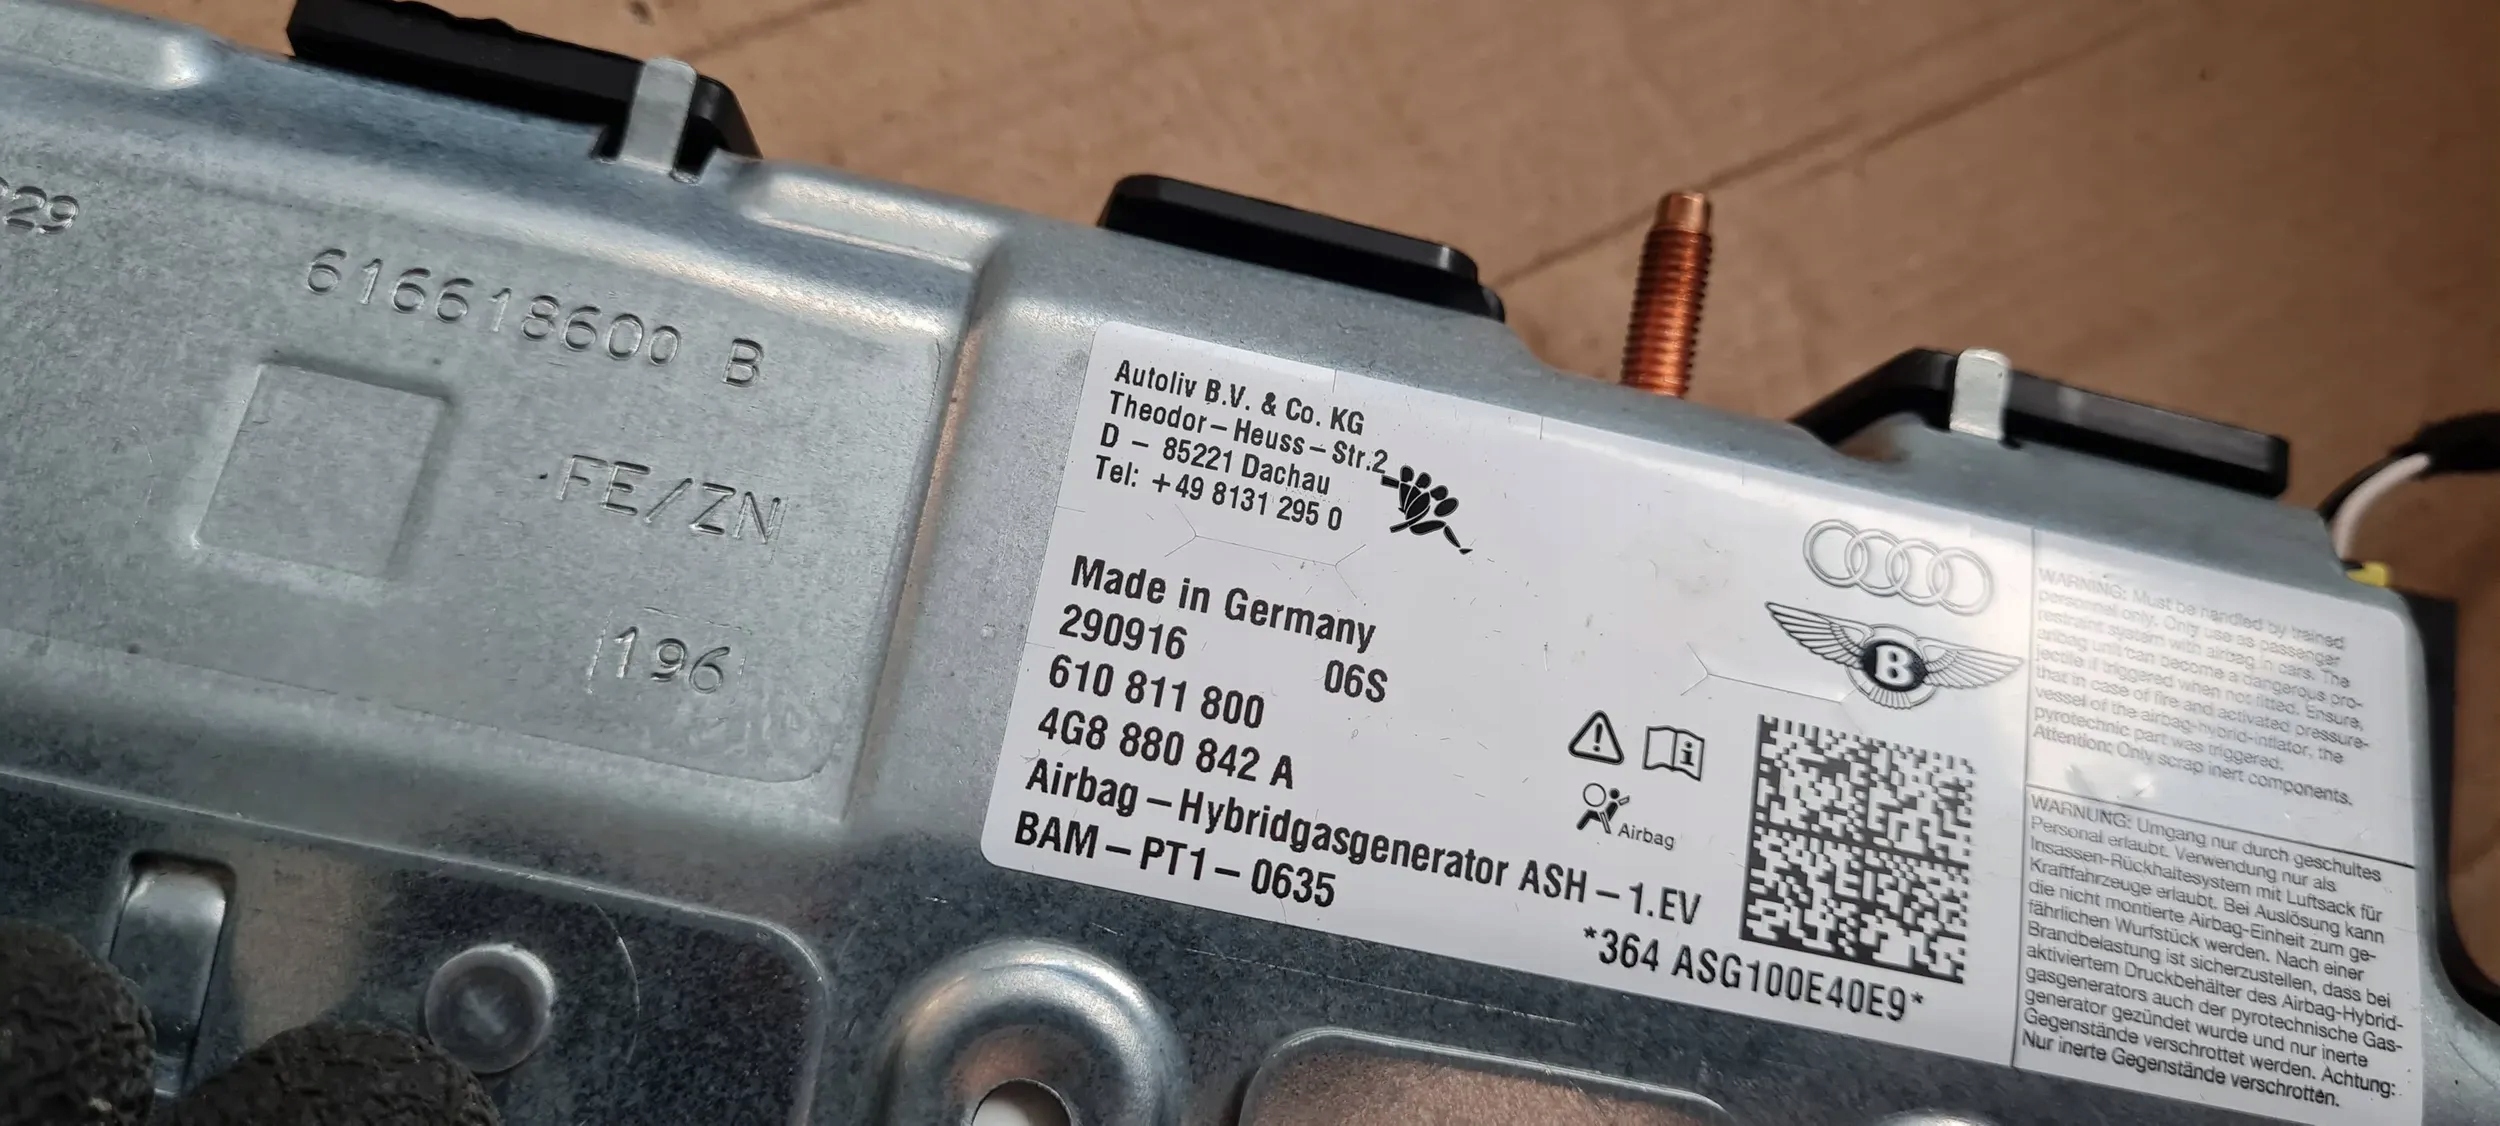 29
616618600 B
FE/ZN
196
Autoliv B.V. & Co. KG
Theodor – Heuss – Str.2
D – 85221 Dachau
Tel: +49 8131 295 0
Made in Germany
290916 06S
610 811 800
4G8 880 842 A
Airbag – Hybridgasgenerator ASH – 1.EV
BAM – PT1 – 0635
B
Airbag
*364 ASG100E40E9*
WARNING: Must be handled by trained
personnel only. Only use as passenger
restraint system with airbag in cars. The
airbag unit can become a dangerous pro-
jectile if triggered when not fitted. Ensure,
that in case of fire and activated pressure-
vessel of the airbag-hybrid-inflator, the
pyrotechnic part was triggered.
Attention: Only scrap inert components.
WARNUNG: Umgang nur durch geschultes
Personal erlaubt. Verwendung nur als
Insassen-Rückhaltesystem mit Luftsack für
Kraftfahrzeuge erlaubt. Bei Auslösung kann
die nicht montierte Airbag-Einheit zum ge-
fährlichen Wurfstück werden. Nach einer
Brandbelastung ist sicherzustellen, dass bei
aktiviertem Druckbehälter des Airbag-Hybrid-
gasgenerators auch der pyrotechnische Gas-
generator gezündet wurde und nur inerte
Gegenstände verschrottet werden. Achtung:
Nur inerte Gegenstände verschrotten.